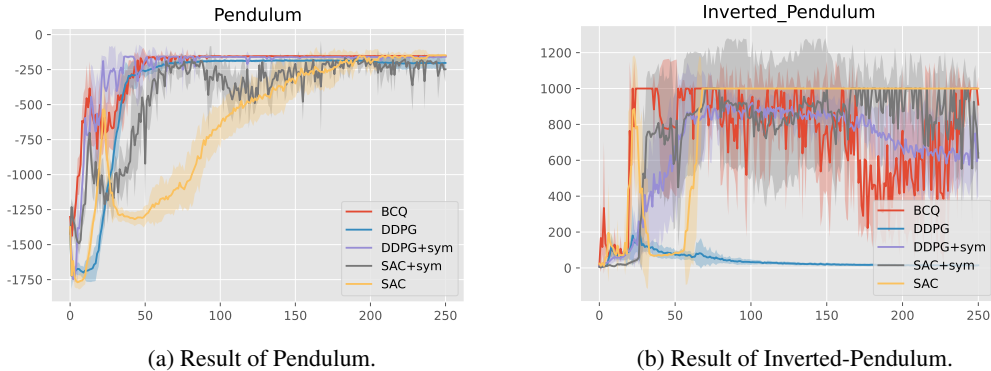 Pendulum
0
-250
-500
-750
-1000
-1250
-1500
-1750
0
50
100
150
200
250
BCQ
DDPG
DDPG+sym
SAC+sym
SAC
(a) Result of Pendulum.
Inverted_Pendulum
1200
1000
800
600
400
200
0
0
50
100
150
200
250
BCQ
DDPG
DDPG+sym
SAC+sym
SAC
(b) Result of Inverted-Pendulum.